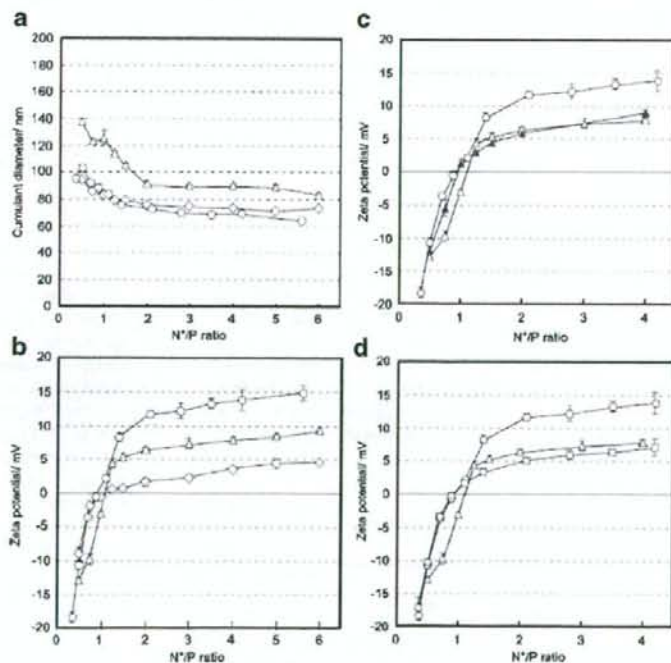 a
200
180
160
140
120
100
80
60
40
20
0
Cumulant diameter/ nm
0 1 2 3 4 5 6
N⁺/P ratio
c
20
15
10
5
0
-5
-10
-15
-20
Zeta potential/ mV
0 1 2 3 4
N⁺/P ratio
b
20
15
10
5
0
-5
-10
-15
-20
Zeta potential/ mV
0 1 2 3 4 5 6
N⁺/P ratio
d
20
15
10
5
0
-5
-10
-15
-20
Zeta potential/ mV
0 1 2 3 4
N⁺/P ratio